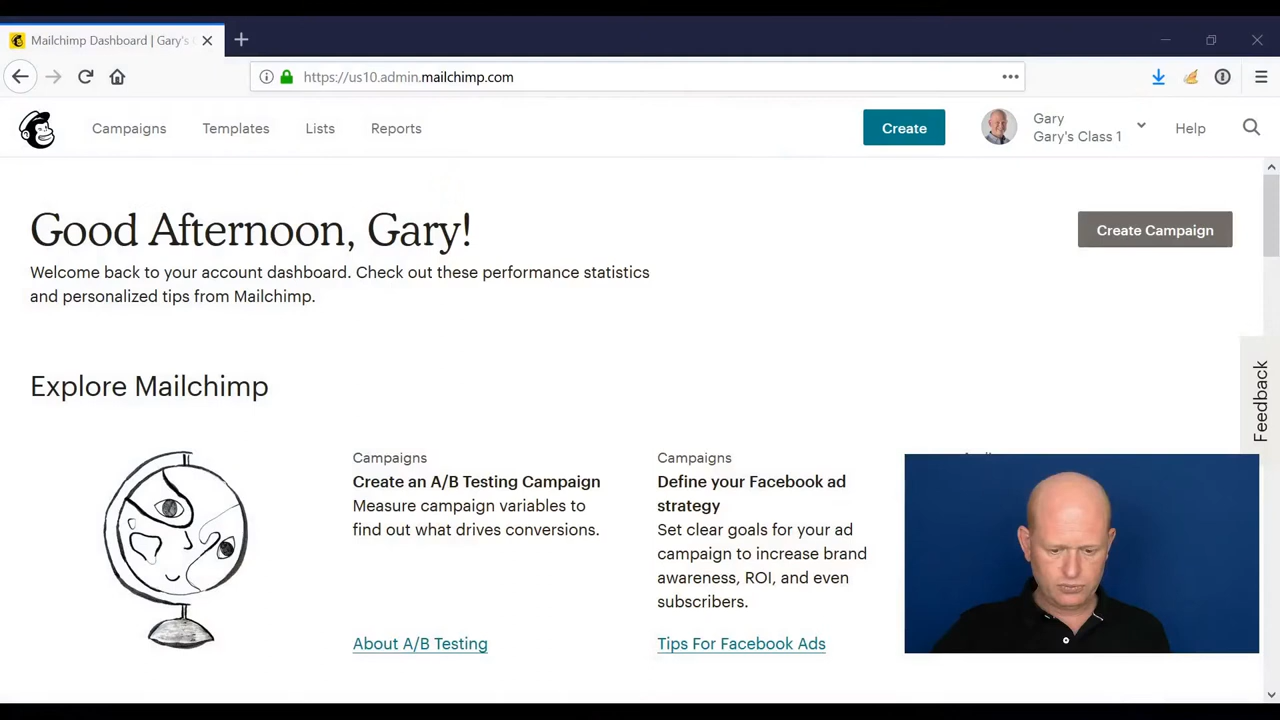 Mailchimp Dashboard | Gary's
https://us10.admin.mailchimp.com
Campaigns
Templates
Lists
Reports
Create
Gary
Gary's Class 1
Help
Good Afternoon, Gary!
Create Campaign
Welcome back to your account dashboard. Check out these performance statistics
and personalized tips from Mailchimp.
Explore Mailchimp
Feedback
Campaigns
Create an A/B Testing Campaign
Measure campaign variables to
find out what drives conversions.
About A/B Testing
Campaigns
Define your Facebook ad
strategy
Set clear goals for your ad
campaign to increase brand
awareness, ROI, and even
subscribers.
Tips For Facebook Ads